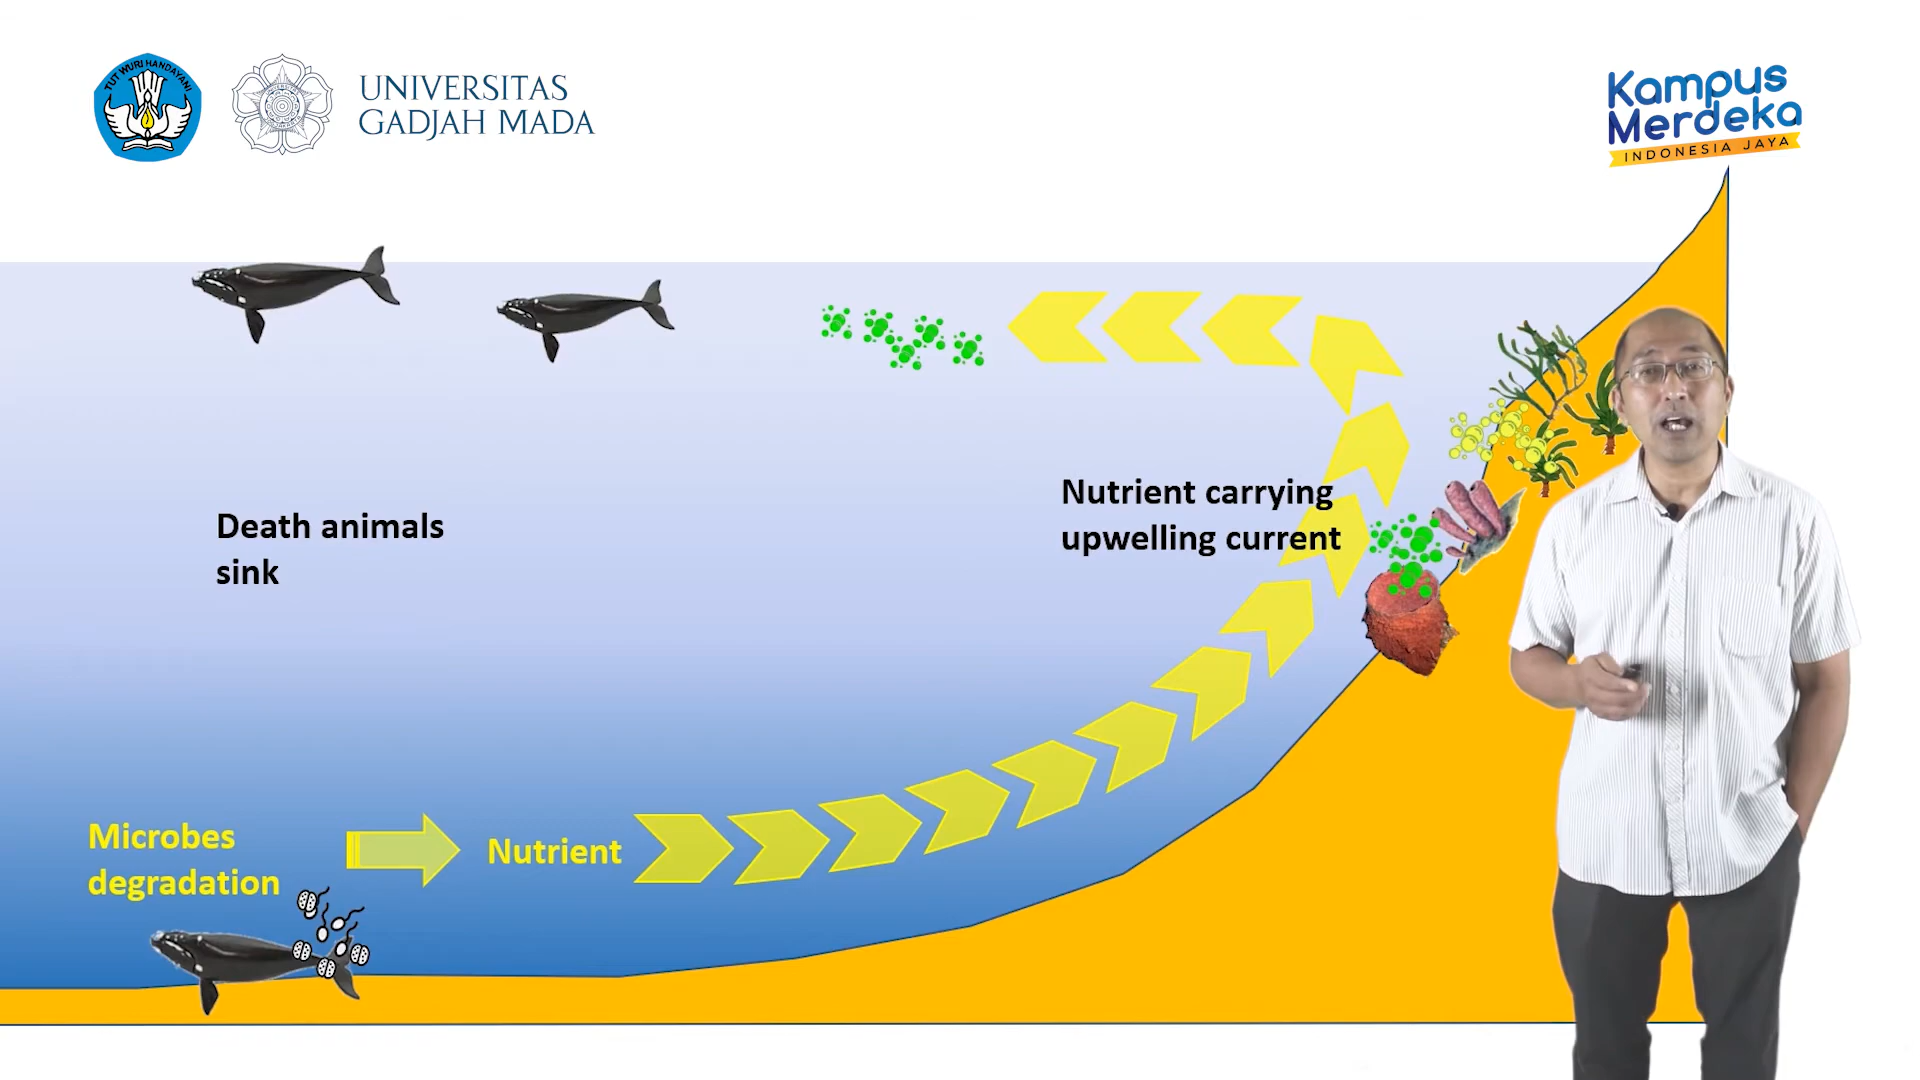 TUT WURI HANDAYANI
UNIVERSITAS
GADJAH MADA
Kampus
Merdeka
INDONESIA JAYA
Death animals
sink
Nutrient carrying
upwelling current
Microbes
degradation
Nutrient